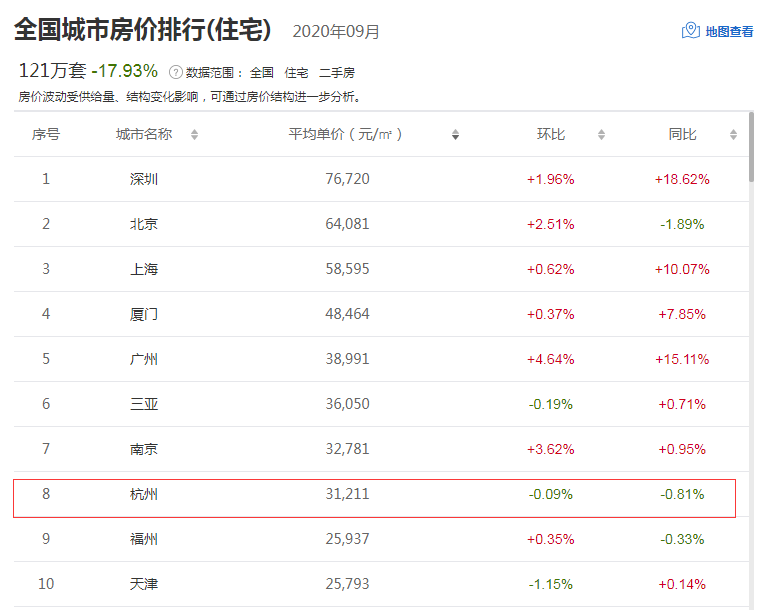 全国城市房价排行(住宅) 2020年09月 地图查看
121万套 -17.93% ? 数据范围： 全国 住宅 二手房
房价波动受供给量、结构变化影响，可通过房价结构进一步分析。
序号 城市名称 平均单价（元/㎡） 环比 同比
1 深圳 76,720 +1.96% +18.62%
2 北京 64,081 +2.51% -1.89%
3 上海 58,595 +0.62% +10.07%
4 厦门 48,464 +0.37% +7.85%
5 广州 38,991 +4.64% +15.11%
6 三亚 36,050 -0.19% +0.71%
7 南京 32,781 +3.62% +0.95%
8 杭州 31,211 -0.09% -0.81%
9 福州 25,937 +0.35% -0.33%
10 天津 25,793 -1.15% +0.14%